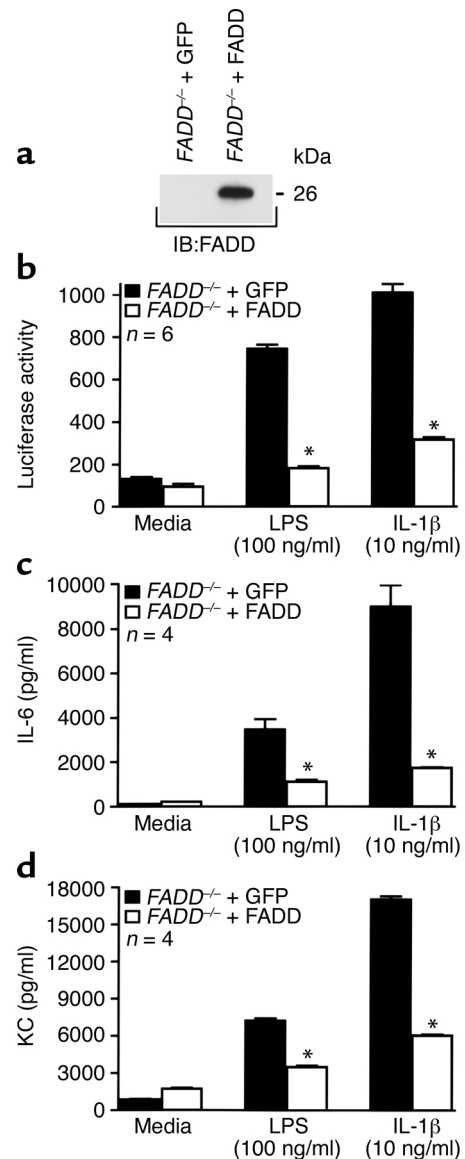 FADD–/– + GFP
FADD–/– + FADD
a
kDa
26
IB:FADD
b
FADD–/– + GFP
FADD–/– + FADD
n = 6
Luciferase activity
1000
800
600
400
200
0
*
*
Media
LPS
(100 ng/ml)
IL-1β
(10 ng/ml)
c
FADD–/– + GFP
FADD–/– + FADD
n = 4
IL-6 (pg/ml)
10000
8000
6000
4000
2000
0
*
*
Media
LPS
(100 ng/ml)
IL-1β
(10 ng/ml)
d
FADD–/– + GFP
FADD–/– + FADD
n = 4
KC (pg/ml)
18000
15000
12000
9000
6000
3000
0
*
*
Media
LPS
(100 ng/ml)
IL-1β
(10 ng/ml)